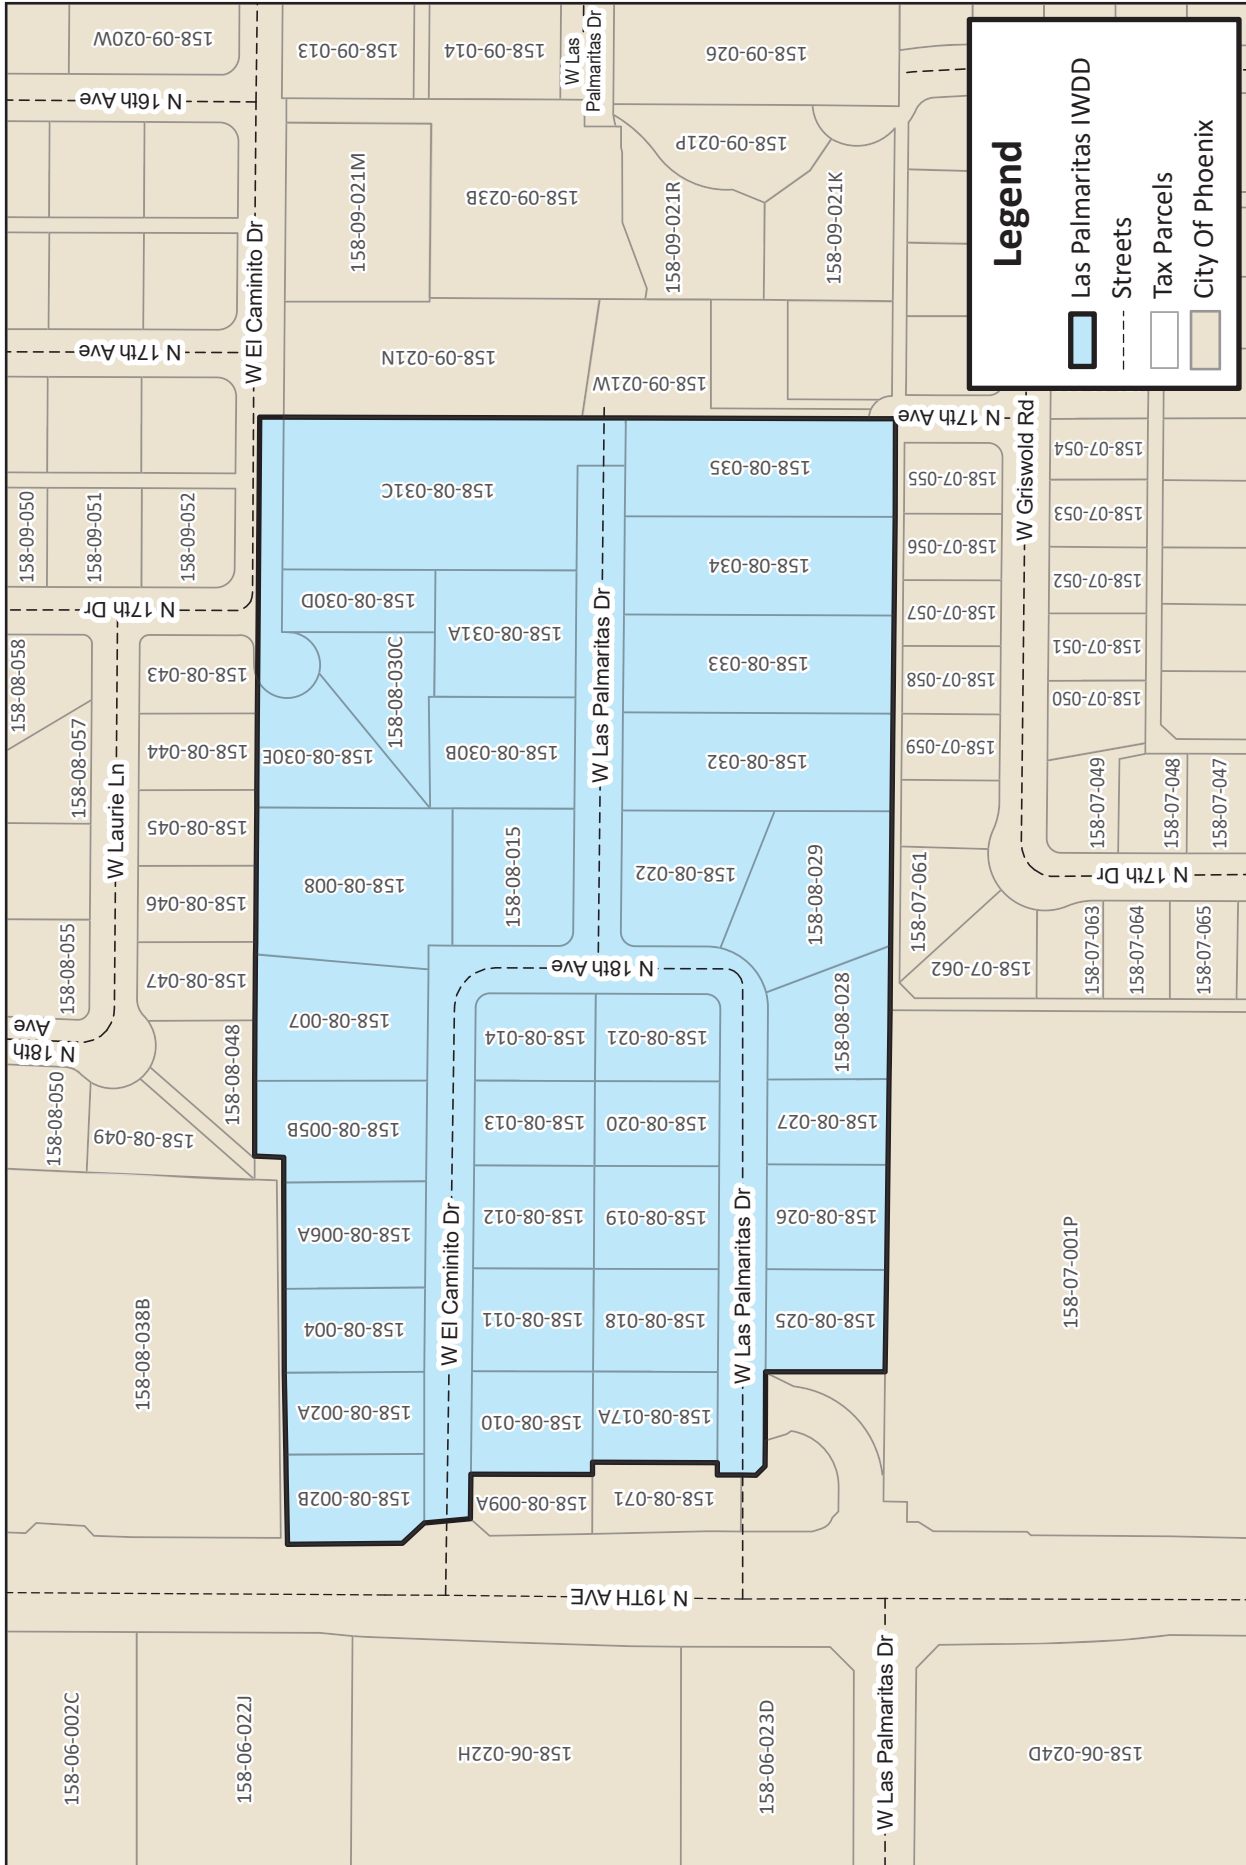 N 18th
Ave
158-08-058
158-09-050
158-08-050
158-06-002C
158-08-055
158-08-057
158-09-051
158-08-038B
158-08-049
W Laurie Ln
N 17th Dr
N 17th Ave
N 16th Ave
158-09-020W
158-09-052
158-08-047
158-08-046
158-08-045
158-08-044
158-08-043
158-06-022J
158-08-048
W El Caminito Dr
158-08-002B
158-08-002A
158-08-004
158-08-006A
158-08-005B
158-08-007
158-08-008
158-08-030E
158-08-030D
158-08-030C
158-08-031C
158-09-021N
158-09-021M
158-09-013
W El Caminito Dr
158-08-030B
158-08-031A
158-09-023B
158-09-014
158-06-022H
158-08-009A
158-08-010
158-08-011
158-08-012
158-08-013
158-08-014
158-08-015
W Las
Palmaritas Dr
W Las Palmaritas Dr
N 18th Ave
N 19TH AVE
158-08-071
158-08-017A
158-08-018
158-08-019
158-08-020
158-08-021
158-08-022
158-09-021W
158-09-021R
158-09-021P
158-09-026
W Las Palmaritas Dr
158-06-023D
158-08-025
158-08-026
158-08-027
158-08-028
158-08-029
158-08-032
158-08-033
158-08-034
158-08-035
158-09-021K
W Las Palmaritas Dr
158-07-061
158-07-062
158-07-059
158-07-058
158-07-057
158-07-056
158-07-055
N 17th Ave
W Griswold Rd
158-06-024D
158-07-001P
158-07-063
158-07-064
158-07-065
N 17th Dr
158-07-049
158-07-048
158-07-047
158-07-050
158-07-051
158-07-052
158-07-053
158-07-054
Legend
Las Palmaritas IWDD
Streets
Tax Parcels
City Of Phoenix